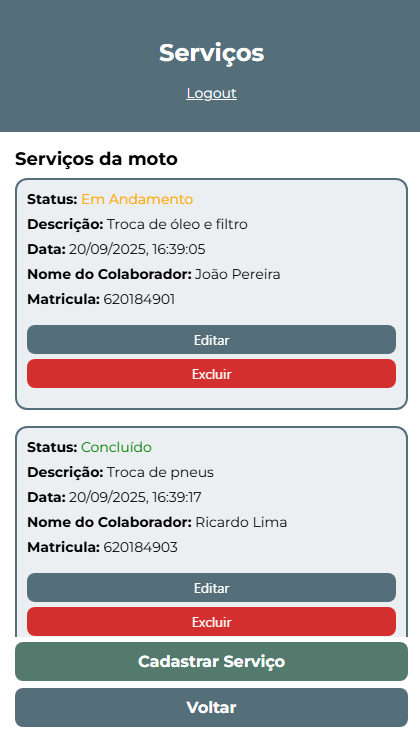 Serviços
Logout
Serviços da moto
Status: Em Andamento
Descrição: Troca de óleo e filtro
Data: 20/09/2025, 16:39:05
Nome do Colaborador: João Pereira
Matricula: 620184901
Editar
Excluir
Status: Concluído
Descrição: Troca de pneus
Data: 20/09/2025, 16:39:17
Nome do Colaborador: Ricardo Lima
Matricula: 620184903
Editar
Excluir
Cadastrar Serviço
Voltar